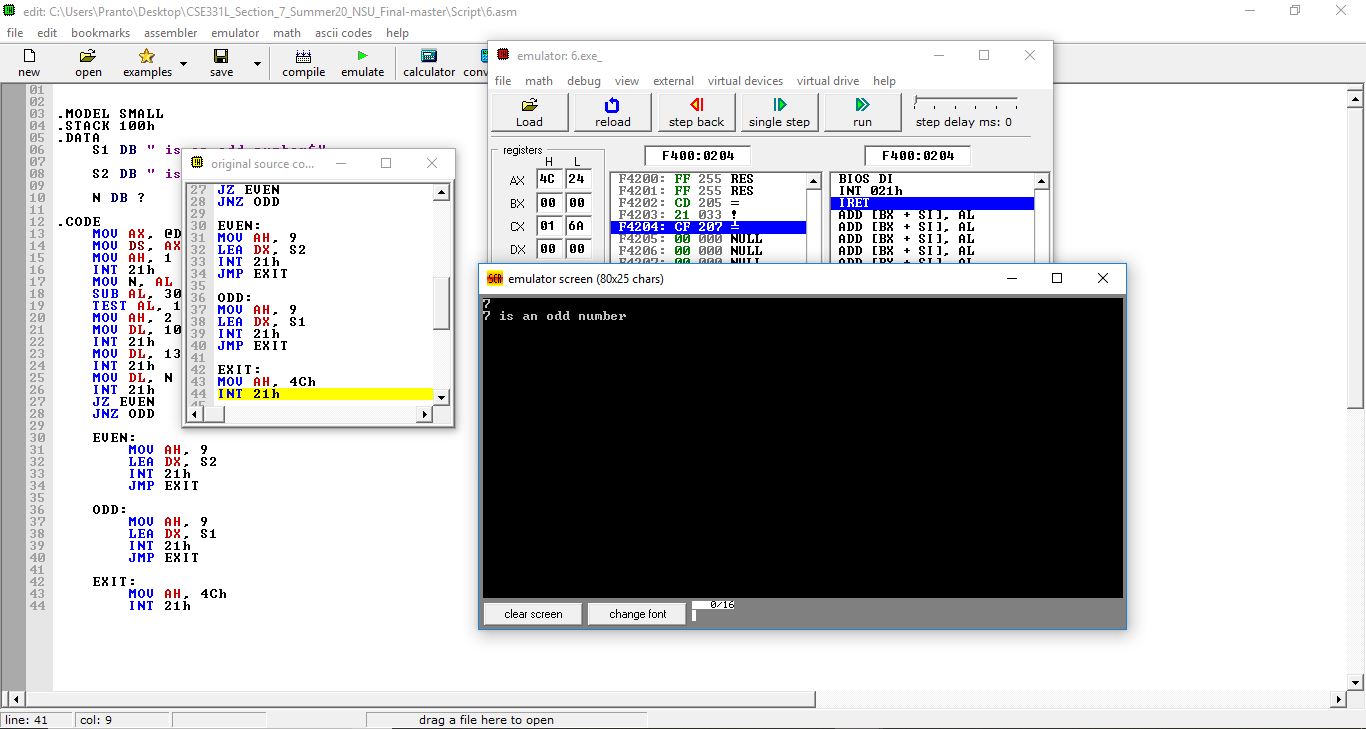 edit: C:\Users\Pranto\Desktop\CSE331L_Section_7_Summer20_NSU_Final-master\Script\6.asm
file edit bookmarks assembler emulator math ascii codes help
new open examples save compile emulate calculator conv
01
02
03 .MODEL SMALL
04 .STACK 100h
05 .DATA
06 S1 DB " is an odd number$"
07
08 S2 DB " is
09
10 N DB ?
11
12 .CODE
13 MOV AX, @D
14 MOV DS, AX
15 MOV AH, 1
16 INT 21h
17 MOV N, AL
18 SUB AL, 30
19 TEST AL, 1
20 MOV AH, 2
21 MOV DL, 10
22 INT 21h
23 MOV DL, 13
24 INT 21h
25 MOV DL, N
26 INT 21h
27 JZ EVEN
28 JNZ ODD
29
30 EVEN:
31 MOV AH, 9
32 LEA DX, S2
33 INT 21h
34 JMP EXIT
35
36 ODD:
37 MOV AH, 9
38 LEA DX, S1
39 INT 21h
40 JMP EXIT
41
42 EXIT:
43 MOV AH, 4Ch
44 INT 21h
line: 41 col: 9 drag a file here to open
original source co...
27 JZ EVEN
28 JNZ ODD
29
30 EVEN:
31 MOV AH, 9
32 LEA DX, S2
33 INT 21h
34 JMP EXIT
35
36 ODD:
37 MOV AH, 9
38 LEA DX, S1
39 INT 21h
40 JMP EXIT
41
42 EXIT:
43 MOV AH, 4Ch
44 INT 21h
45
emulator: 6.exe_
file math debug view external virtual devices virtual drive help
Load reload step back single step run step delay ms: 0
registers F400:0204 F400:0204
H L
AX 4C 24
BX 00 00
CX 01 6A
DX 00 00
F4200: FF 255 RES
F4201: FF 255 RES
F4202: CD 205 =
F4203: 21 033 !
F4204: CF 207
F4205: 00 000 NULL
F4206: 00 000 NULL
F4207: 00 000 NULL
BIOS DI
INT 021h
IRET
ADD [BX + SI], AL
ADD [BX + SI], AL
ADD [BX + SI], AL
ADD [BX + SI], AL
ADD [BX + SI], AL
SCR emulator screen (80x25 chars)
7
7 is an odd number
clear screen change font 0/16